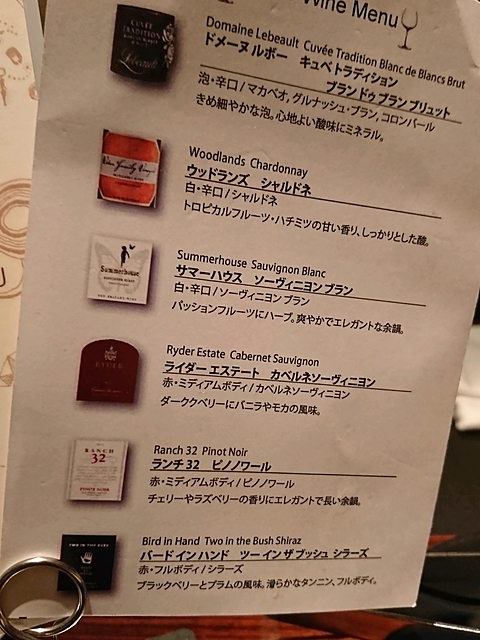 Wine Menu
CUVÉE
TRADITION
Lebeault
Domaine Lebeault Cuvée Tradition Blanc de Blancs Brut
ドメーヌ ルボー キュベ トラディション
ブラン ドゥ ブラン ブリュット
泡・辛口 / マカベオ, グルナッシュ・ブラン, コロンバール
きめ細やかな泡。心地よい酸味にミネラル。
Woodlands Chardonnay
ウッドランズ シャルドネ
白・辛口 / シャルドネ
トロピカルフルーツ・ハチミツの甘い香り、しっかりとした酸。
Summerhouse
Summerhouse Sauvignon Blanc
サマーハウス ソーヴィニヨン ブラン
白・辛口 / ソーヴィニヨン ブラン
パッションフルーツにハーブ。爽やかでエレガントな余韻。
RYDER
Ryder Estate Cabernet Sauvignon
ライダー エステート カベルネソーヴィニヨン
赤・ミディアムボディ / カベルネソーヴィニヨン
ダークベリーにバニラやモカの風味。
RANCH
32
PINOT NOIR
Ranch 32 Pinot Noir
ランチ 32 ピノノワール
赤・ミディアムボディ / ピノノワール
チェリーやラズベリーの香りにエレガントで長い余韻。
TWO IN THE BUSH
Bird in Hand Two in the Bush Shiraz
バード イン ハンド ツー イン ザ ブッシュ シラーズ
赤・フルボディ / シラーズ
ブラックベリーとプラムの風味。滑らかなタンニン、フルボディ。